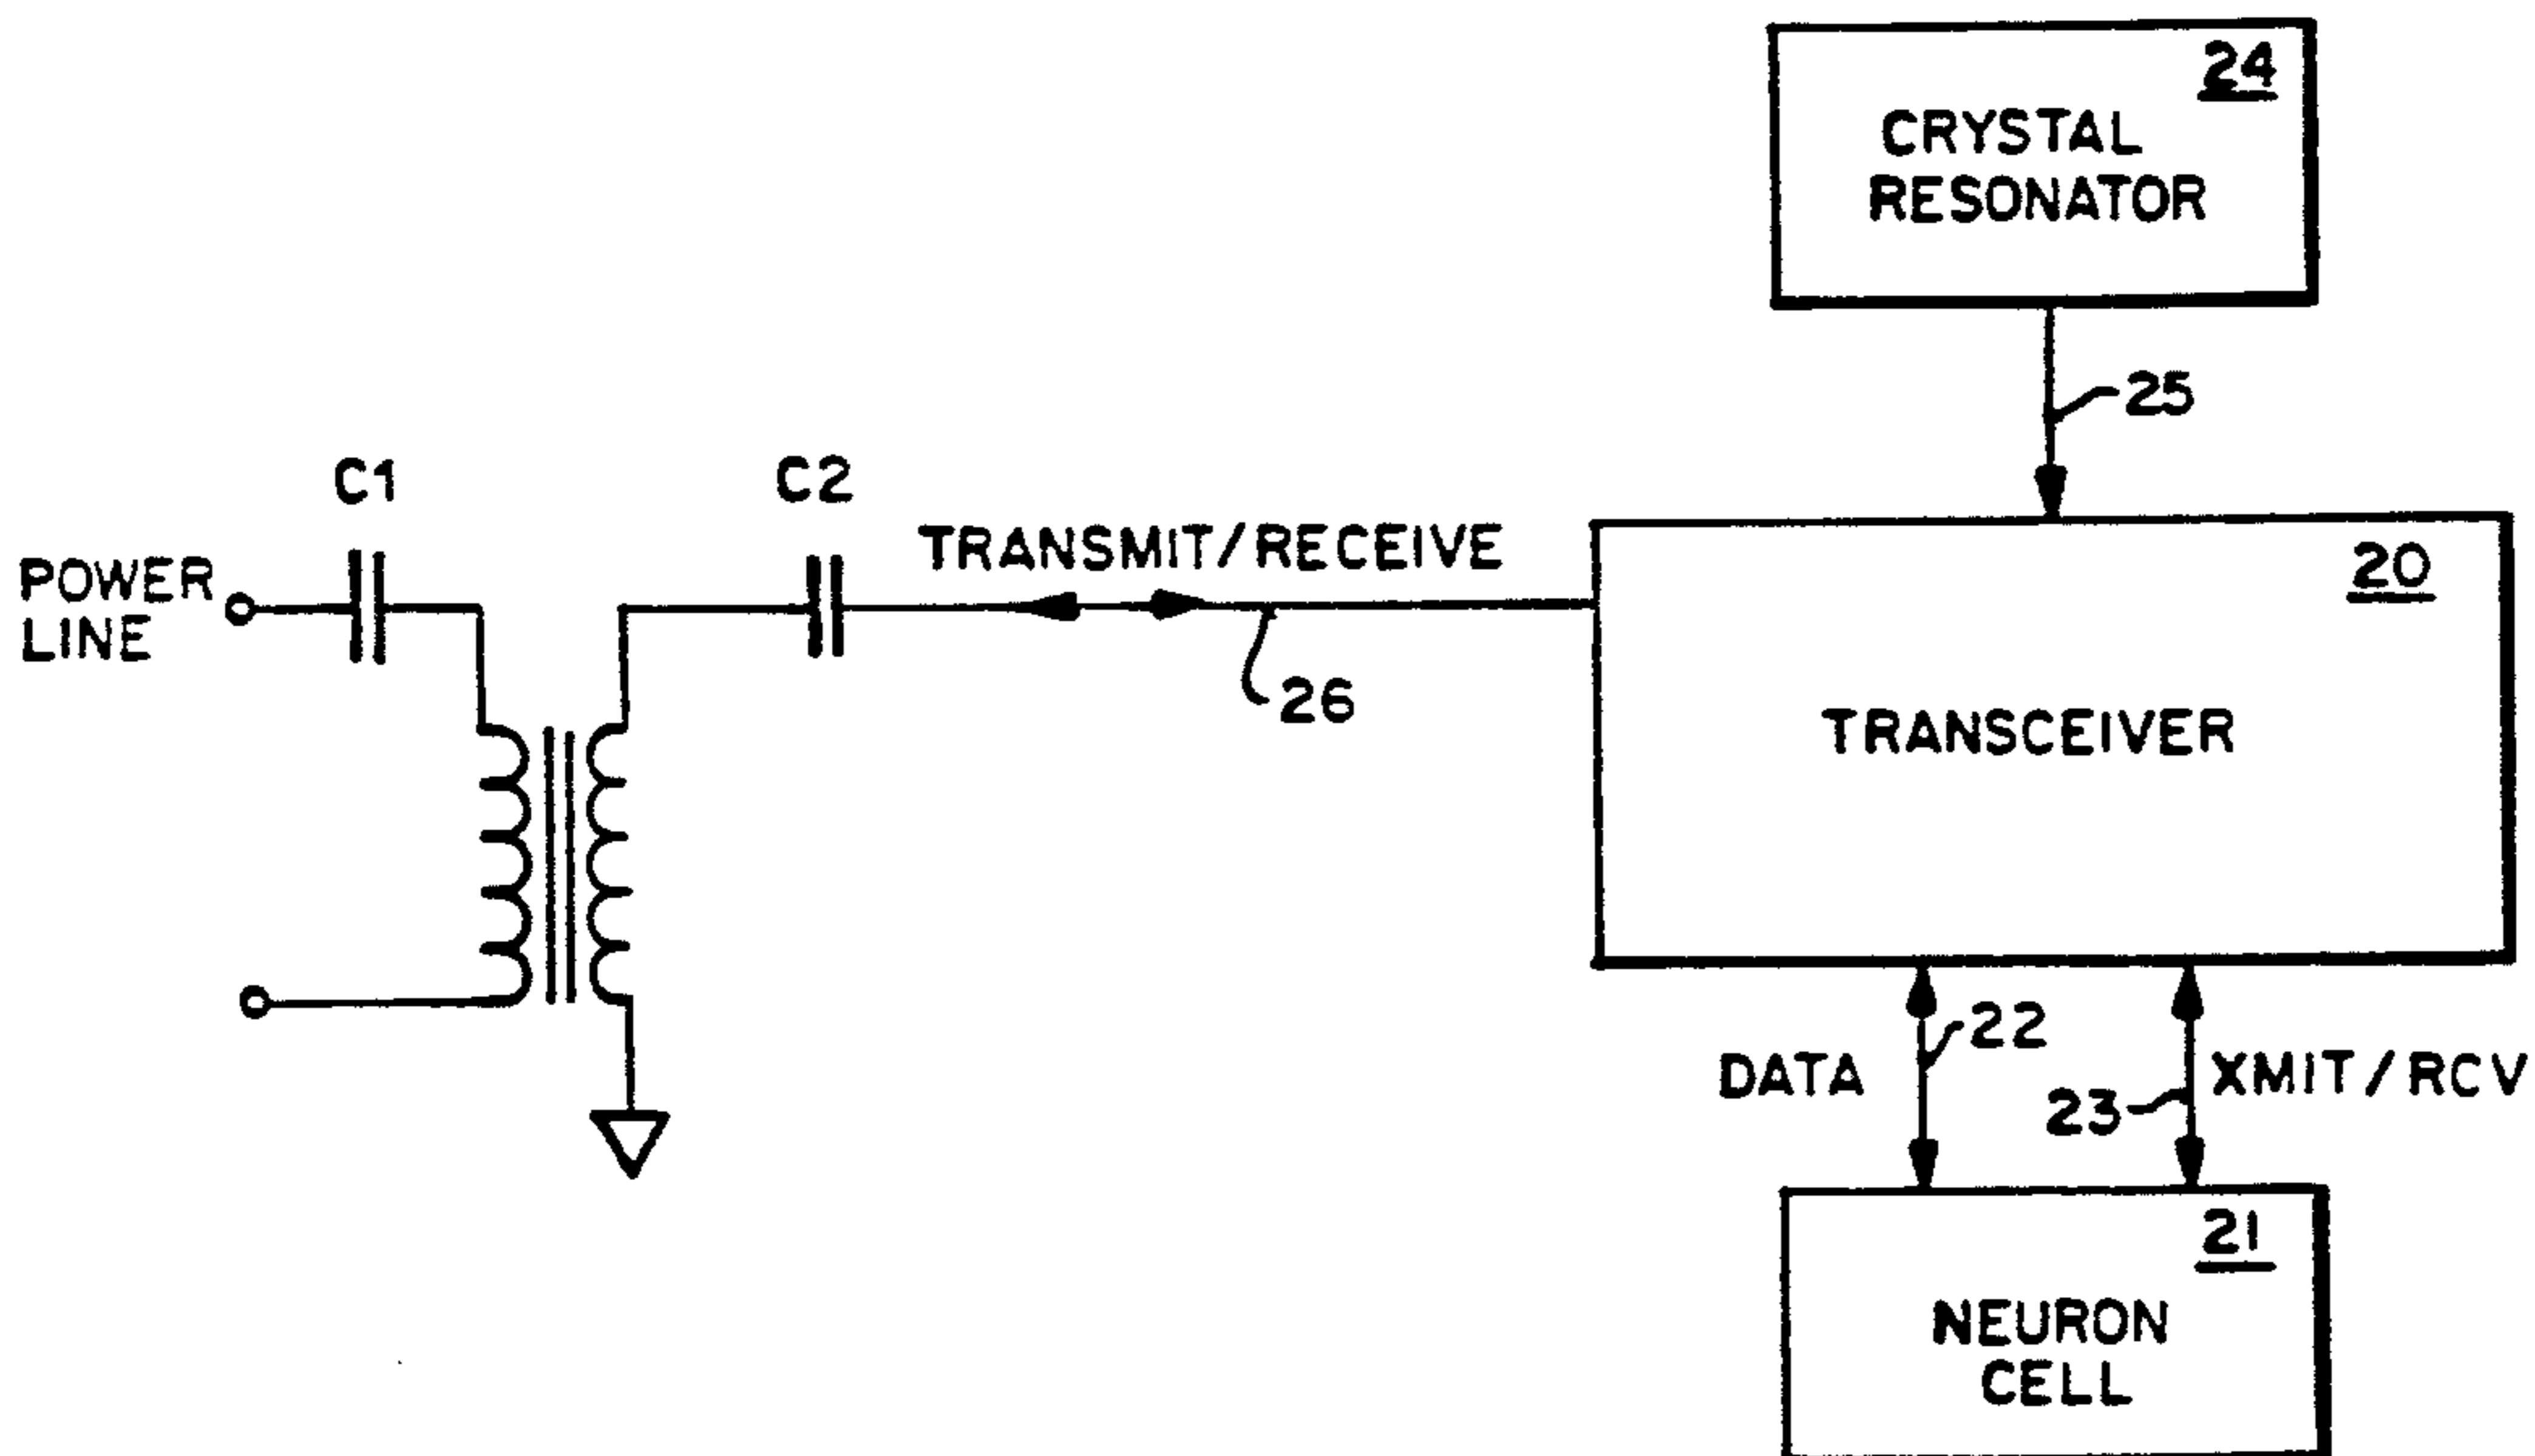 24
CRYSTAL
RESONATOR
25
C1
C2
TRANSMIT/RECEIVE
POWER
LINE
26
20
TRANSCEIVER
22
DATA
23
XMIT/RCV
21
NEURON
CELL